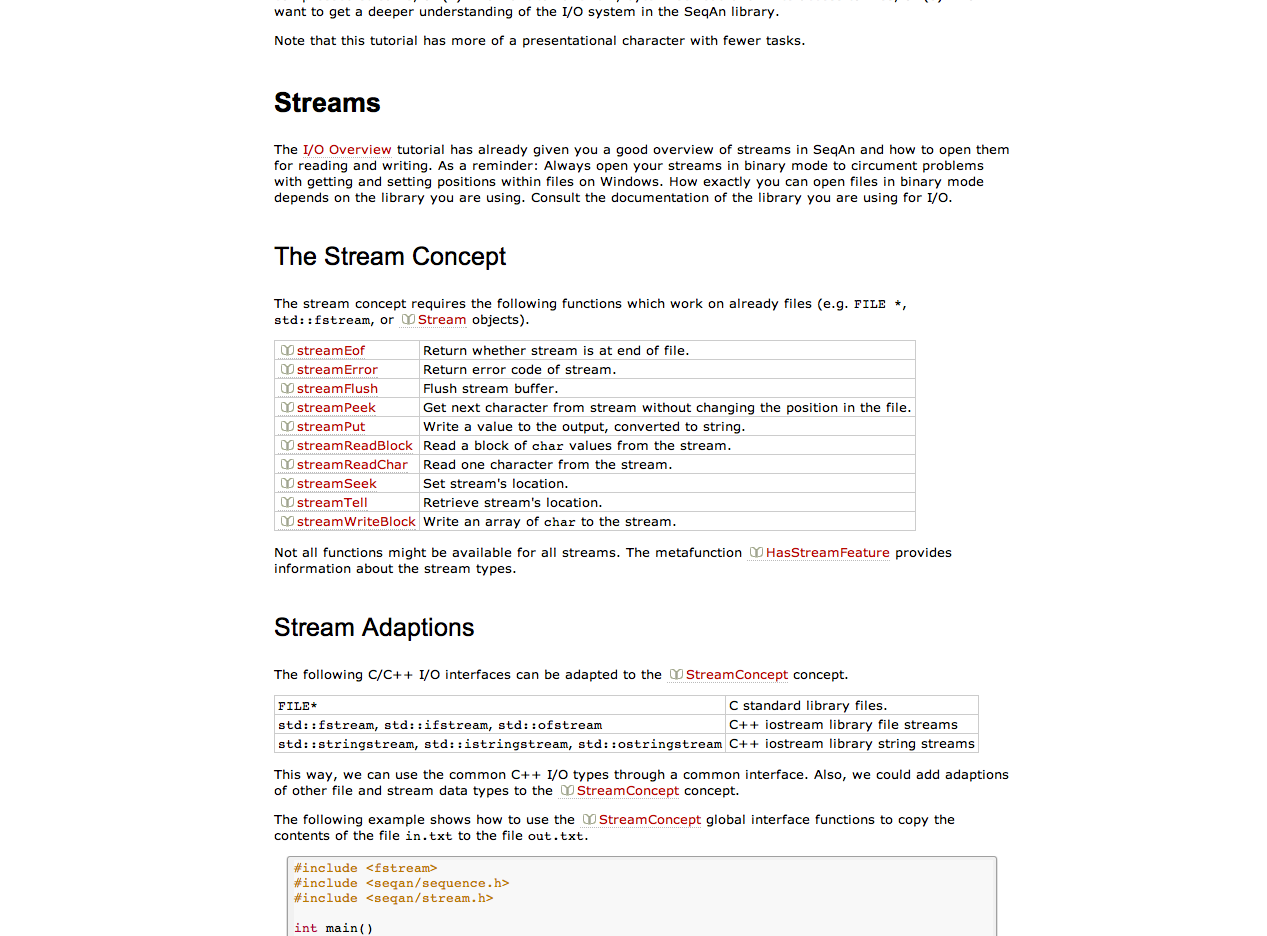 want to get a deeper understanding of the I/O system in the SeqAn library.
Note that this tutorial has more of a presentational character with fewer tasks.
Streams
The I/O Overview tutorial has already given you a good overview of streams in SeqAn and how to open them
for reading and writing. As a reminder: Always open your streams in binary mode to circument problems
with getting and setting positions within files on Windows. How exactly you can open files in binary mode
depends on the library you are using. Consult the documentation of the library you are using for I/O.
The Stream Concept
The stream concept requires the following functions which work on already files (e.g. FILE *,
std::fstream, or Stream objects).
streamEof Return whether stream is at end of file.
streamError Return error code of stream.
streamFlush Flush stream buffer.
streamPeek Get next character from stream without changing the position in the file.
streamPut Write a value to the output, converted to string.
streamReadBlock Read a block of char values from the stream.
streamReadChar Read one character from the stream.
streamSeek Set stream's location.
streamTell Retrieve stream's location.
streamWriteBlock Write an array of char to the stream.
Not all functions might be available for all streams. The metafunction HasStreamFeature provides
information about the stream types.
Stream Adaptions
The following C/C++ I/O interfaces can be adapted to the StreamConcept concept.
FILE* C standard library files.
std::fstream, std::ifstream, std::ofstream C++ iostream library file streams
std::stringstream, std::istringstream, std::ostringstream C++ iostream library string streams
This way, we can use the common C++ I/O types through a common interface. Also, we could add adaptions
of other file and stream data types to the StreamConcept concept.
The following example shows how to use the StreamConcept global interface functions to copy the
contents of the file in.txt to the file out.txt.
#include <fstream>
#include <seqan/sequence.h>
#include <seqan/stream.h>
int main()